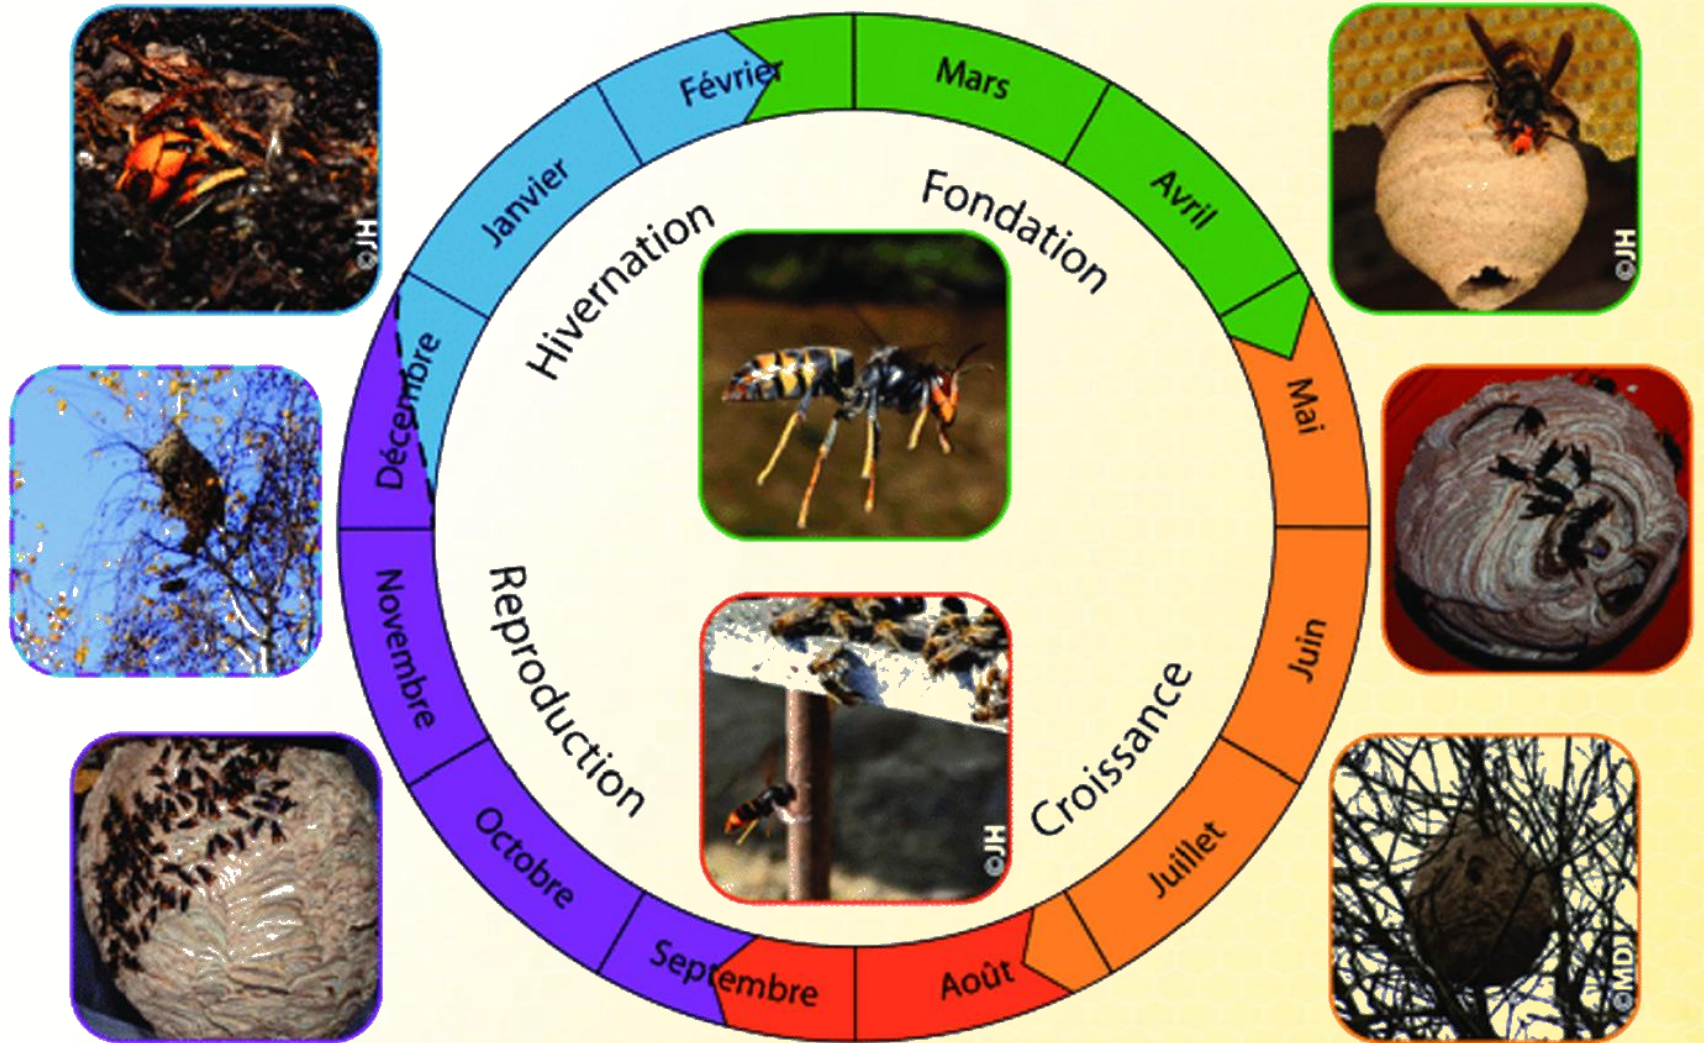 Janvier
Février
Mars
Avril
Mai
Juin
Juillet
Août
Septembre
Octobre
Novembre
Décembre
Hivernation
Fondation
Croissance
Reproduction
©JH
©JH
©JH
©MDI